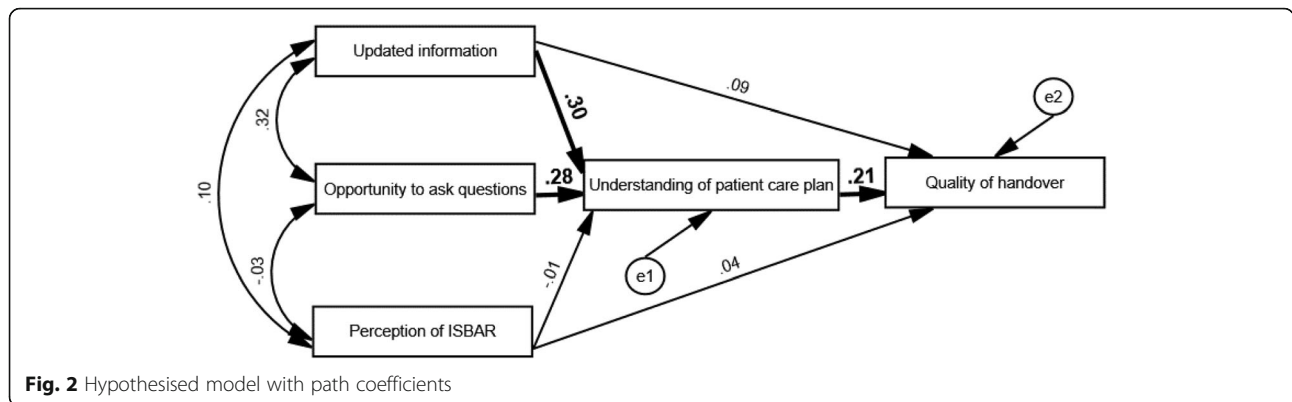 Updated information
.09
e2
.30
.32
Opportunity to ask questions
.28
Understanding of patient care plan
.21
Quality of handover
.10
-.03
-.01
e1
.04
Perception of ISBAR
Fig. 2 Hypothesised model with path coefficients